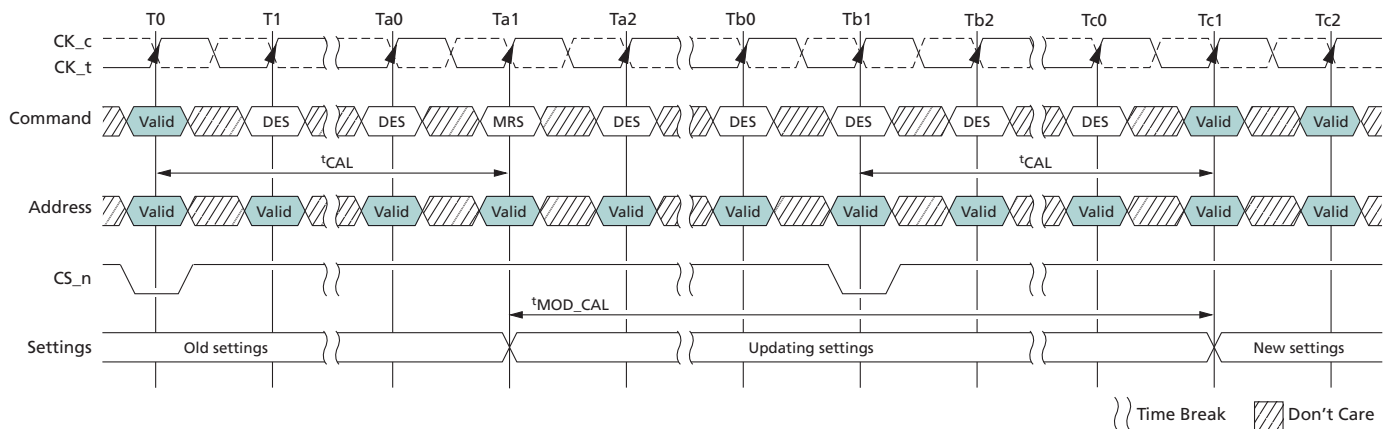 T0 T1 Ta0 Ta1 Ta2 Tb0 Tb1 Tb2 Tc0 Tc1 Tc2
CK_c
CK_t
Command Valid DES DES MRS DES DES DES DES DES Valid Valid
tCAL tCAL
Address Valid Valid Valid Valid Valid Valid Valid Valid Valid Valid Valid
CS_n
tMOD_CAL
Settings Old settings Updating settings New settings
Time Break Don't Care